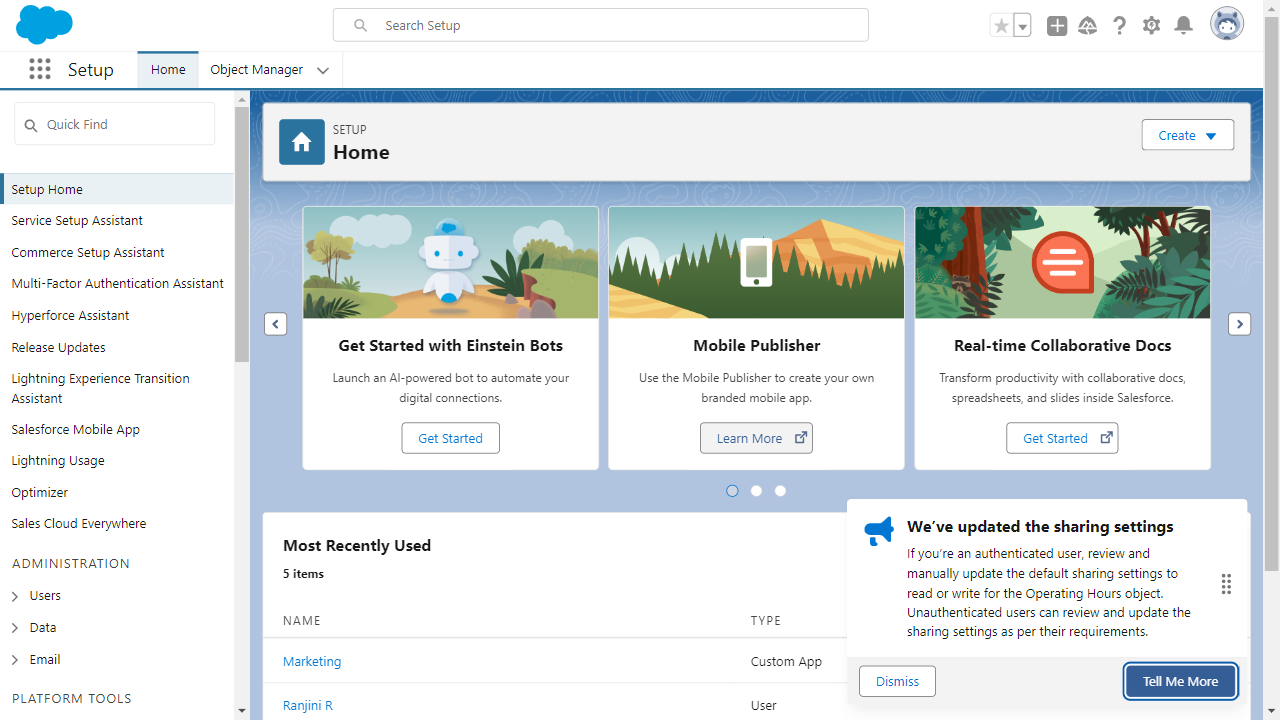 Search Setup
Setup
Home
Object Manager
Quick Find
Setup Home
Service Setup Assistant
Commerce Setup Assistant
Multi-Factor Authentication Assistant
Hyperforce Assistant
Release Updates
Lightning Experience Transition
Assistant
Salesforce Mobile App
Lightning Usage
Optimizer
Sales Cloud Everywhere
ADMINISTRATION
Users
Data
Email
PLATFORM TOOLS
SETUP
Home
Create
Get Started with Einstein Bots
Launch an AI-powered bot to automate your
digital connections.
Get Started
Mobile Publisher
Use the Mobile Publisher to create your own
branded mobile app.
Learn More
Real-time Collaborative Docs
Transform productivity with collaborative docs,
spreadsheets, and slides inside Salesforce.
Get Started
Most Recently Used
5 items
NAME
TYPE
Marketing
Custom App
Ranjini R
User
We’ve updated the sharing settings
If you’re an authenticated user, review and
manually update the default sharing settings to
read or write for the Operating Hours object.
Unauthenticated users can review and update the
sharing settings as per their requirements.
Dismiss
Tell Me More